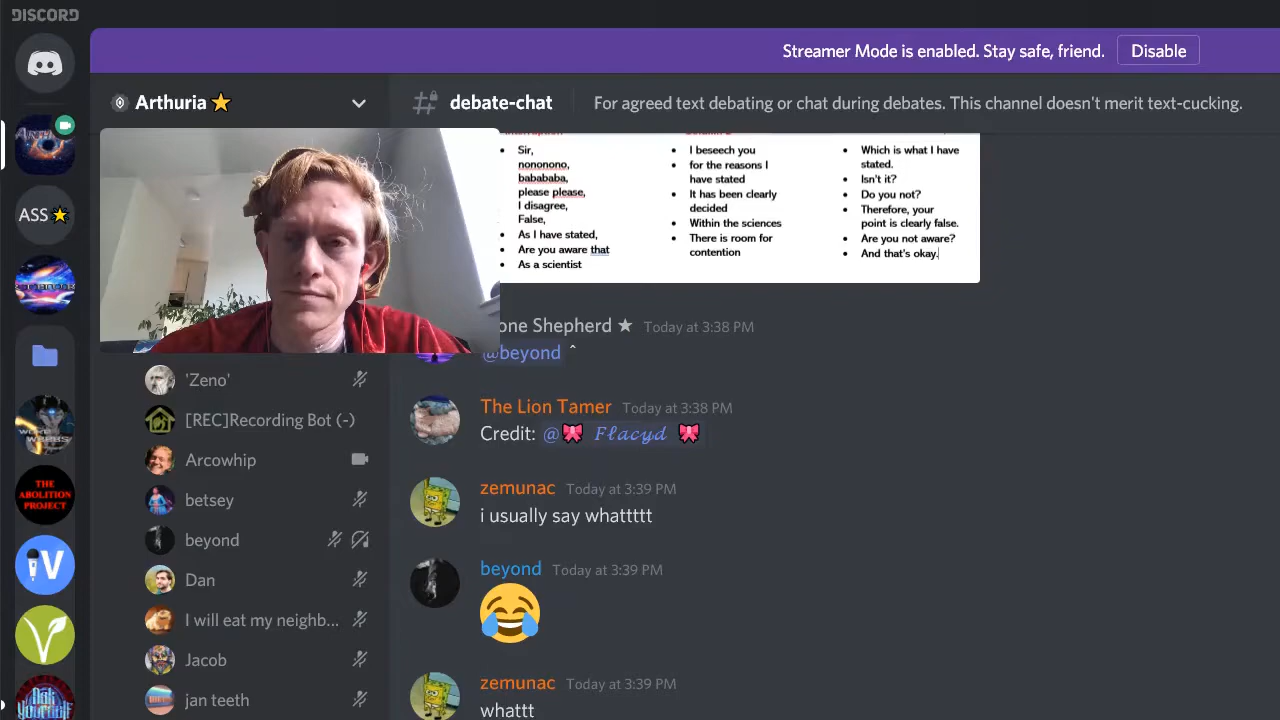 DISCORD
Streamer Mode is enabled. Stay safe, friend. Disable
Arthuria
debate-chat
For agreed text debating or chat during debates. This channel doesn't merit text-cucking.
Sir,
nononono,
babababa,
please please,
I disagree,
False,
As I have stated,
Are you aware that
As a scientist
I beseech you
for the reasons I
have stated
It has been clearly
decided
Within the sciences
There is room for
contention
Which is what I have
stated.
Isn't it?
Do you not?
Therefore, your
point is clearly false.
Are you not aware?
And that's okay.
ASS
THE
ABOLITION
PROJECT
V
'Zeno'
[REC]Recording Bot (-)
Arcowhip
betsey
beyond
Dan
I will eat my neighb...
Jacob
jan teeth
one Shepherd ★ Today at 3:38 PM
@beyond ^
The Lion Tamer Today at 3:38 PM
Credit: @🎀 Flacyd 🎀
zemunac Today at 3:39 PM
i usually say whattttt
beyond Today at 3:39 PM
zemunac Today at 3:39 PM
whattt